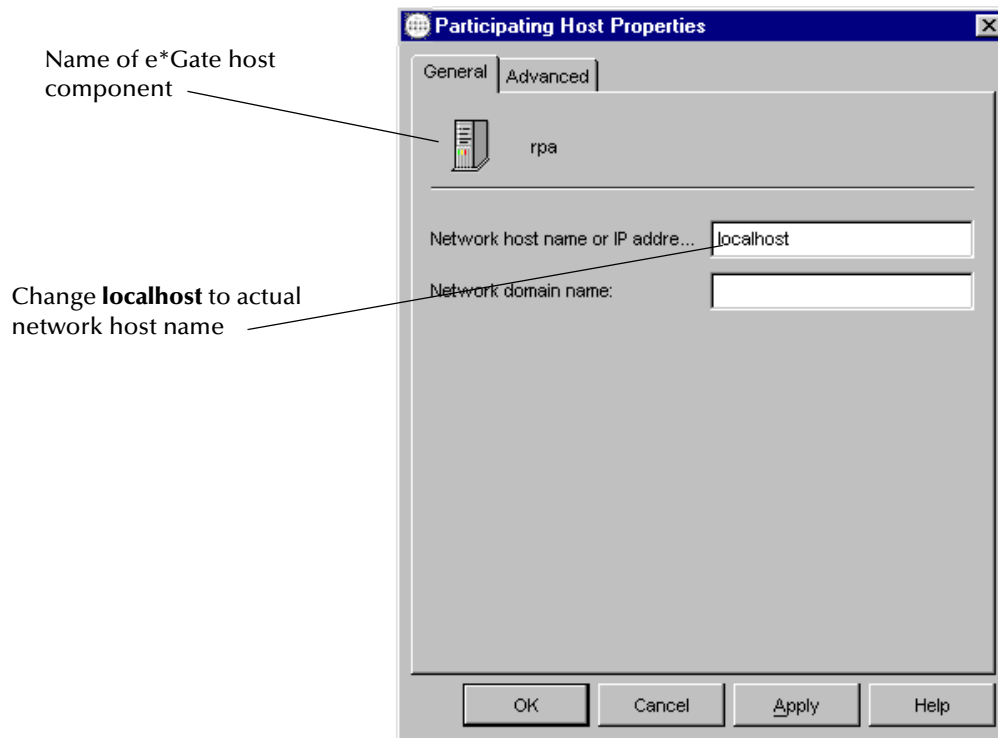 Participating Host Properties
Name of e*Gate host
component
General Advanced
rpa
Network host name or IP addre... localhost
Change localhost to actual
network host name
Network domain name:
OK Cancel Apply Help